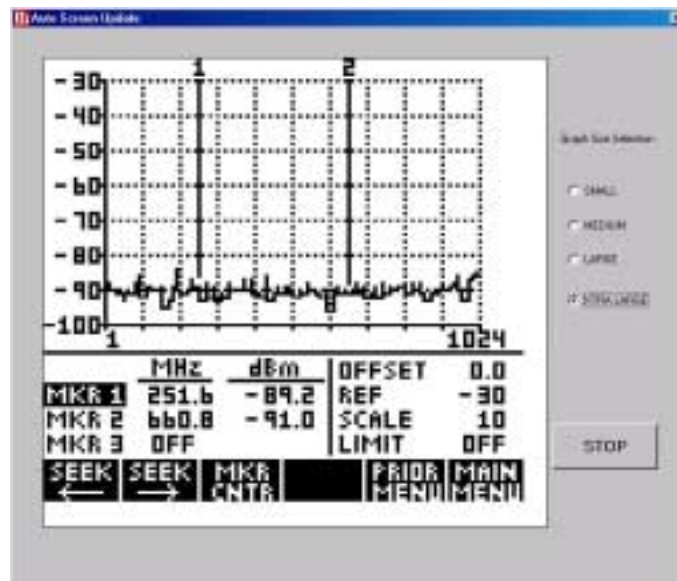 Auto Screen Update
1 2
-30
-40
-50
-60
-70
-80
-90
-100
1 1024
MHz dBm OFFSET 0.0
MKR 1 251.6 -89.2 REF -30
MKR 2 660.8 -91.0 SCALE 10
MKR 3 OFF LIMIT OFF
SEEK SEEK MKR CNTR PRIOR MENU MAIN MENU
Graph Size Selection
SMALL
MEDIUM
LARGE
EXTRA LARGE
STOP